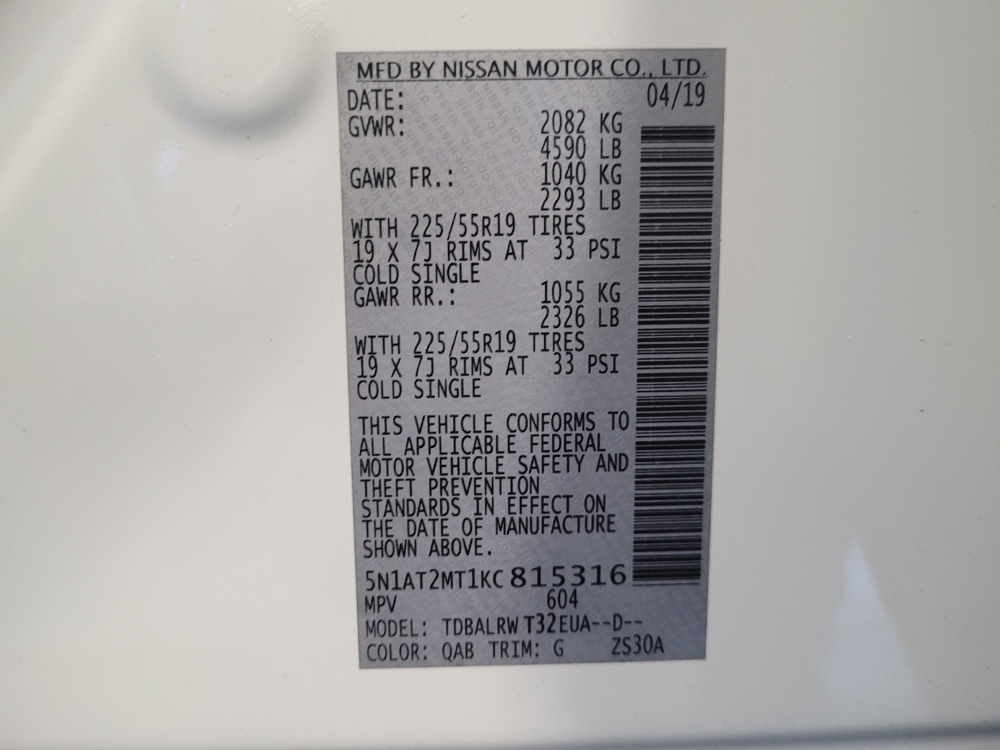 MFD BY NISSAN MOTOR CO., LTD.
DATE: 04/19
GVWR: 2082 KG
4590 LB
GAWR FR.: 1040 KG
2293 LB
WITH 225/55R19 TIRES
19 X 7J RIMS AT 33 PSI
COLD SINGLE
GAWR RR.: 1055 KG
2326 LB
WITH 225/55R19 TIRES
19 X 7J RIMS AT 33 PSI
COLD SINGLE
THIS VEHICLE CONFORMS TO
ALL APPLICABLE FEDERAL
MOTOR VEHICLE SAFETY AND
THEFT PREVENTION
STANDARDS IN EFFECT ON
THE DATE OF MANUFACTURE
SHOWN ABOVE.
5N1AT2MT1KC 815316
MPV 604
MODEL: TDBALRW T32EUA--D--
COLOR: QAB TRIM: G ZS30A